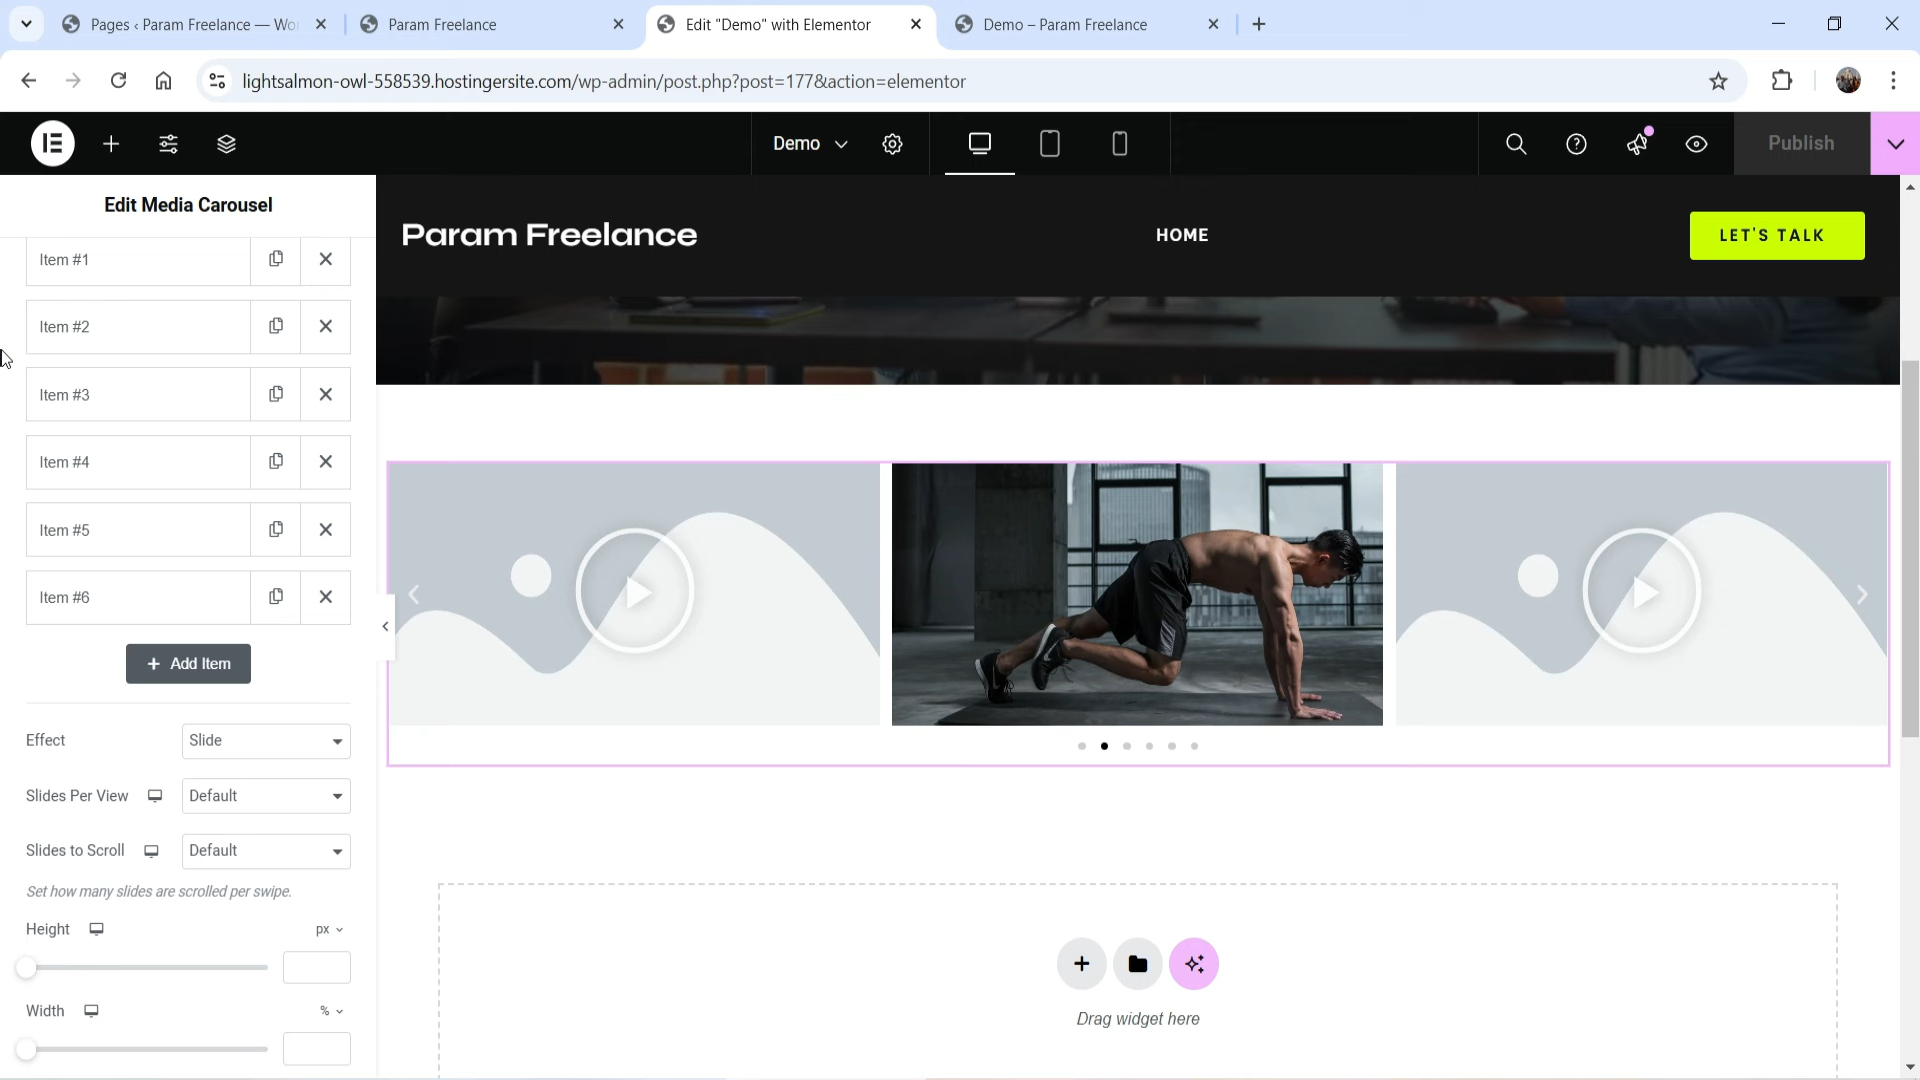 Pages ‹ Param Freelance — Wo
Param Freelance
Edit "Demo" with Elementor
Demo – Param Freelance
lightsalmon-owl-558539.hostingersite.com/wp-admin/post.php?post=177&action=elementor
Demo
Publish
Edit Media Carousel
Param Freelance
HOME
LET'S TALK
Item #1
Item #2
Item #3
Item #4
Item #5
Item #6
+ Add Item
Effect
Slide
Slides Per View
Default
Slides to Scroll
Default
Set how many slides are scrolled per swipe.
Height
px
Width
%
Drag widget here